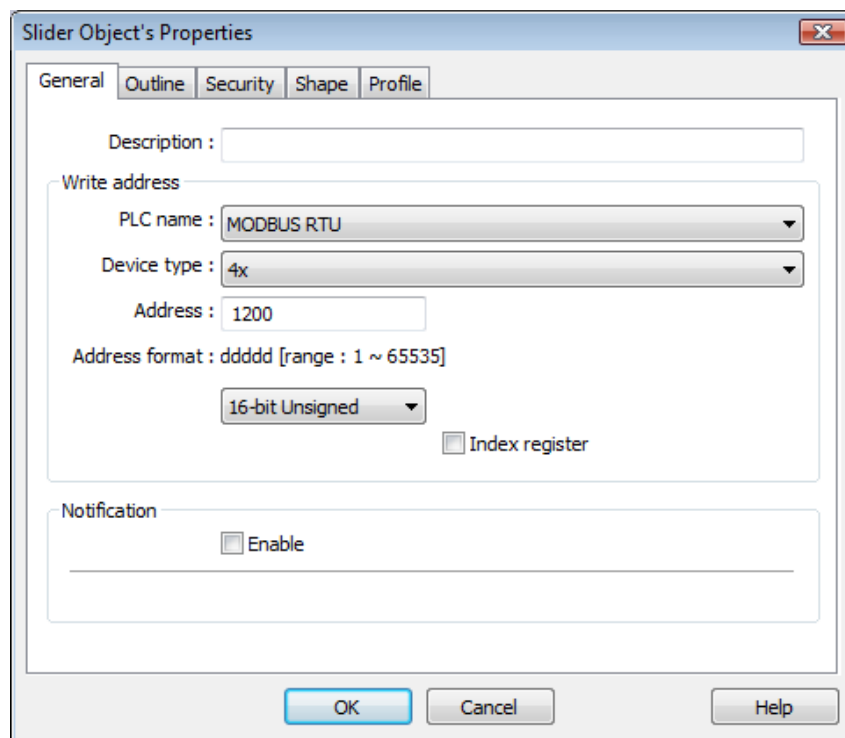 Slider Object's Properties
General Outline Security Shape Profile
Description :
Write address
PLC name : MODBUS RTU
Device type : 4x
Address : 1200
Address format : ddddd [range : 1 ~ 65535]
16-bit Unsigned
Index register
Notification
Enable
OK Cancel Help